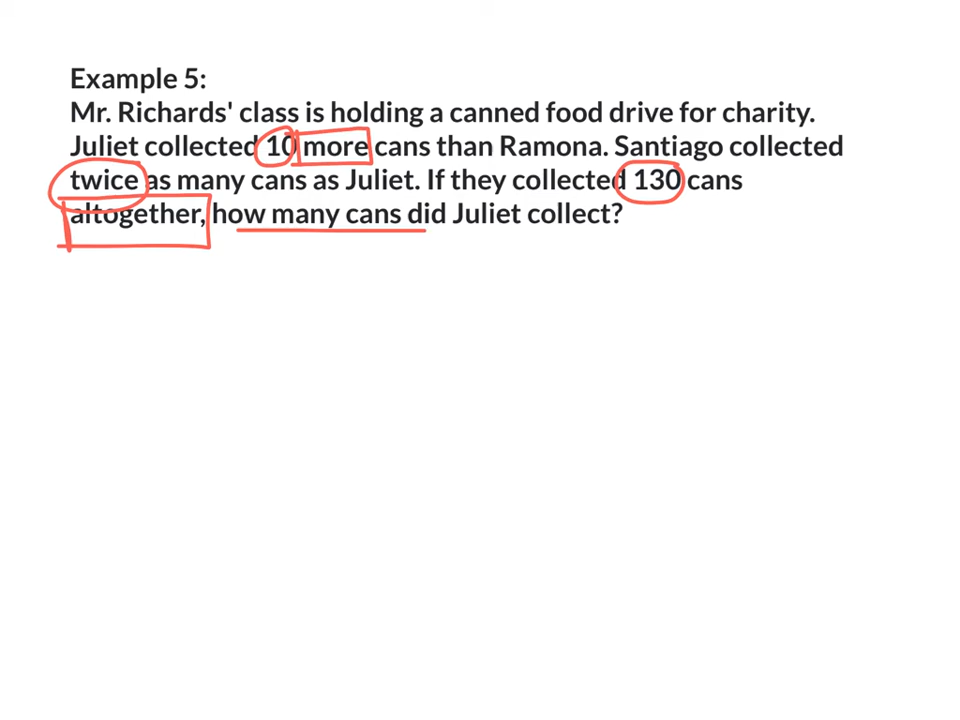 Example 5:
Mr. Richards' class is holding a canned food drive for charity.
Juliet collected 10 more cans than Ramona. Santiago collected
twice as many cans as Juliet. If they collected 130 cans
altogether, how many cans did Juliet collect?